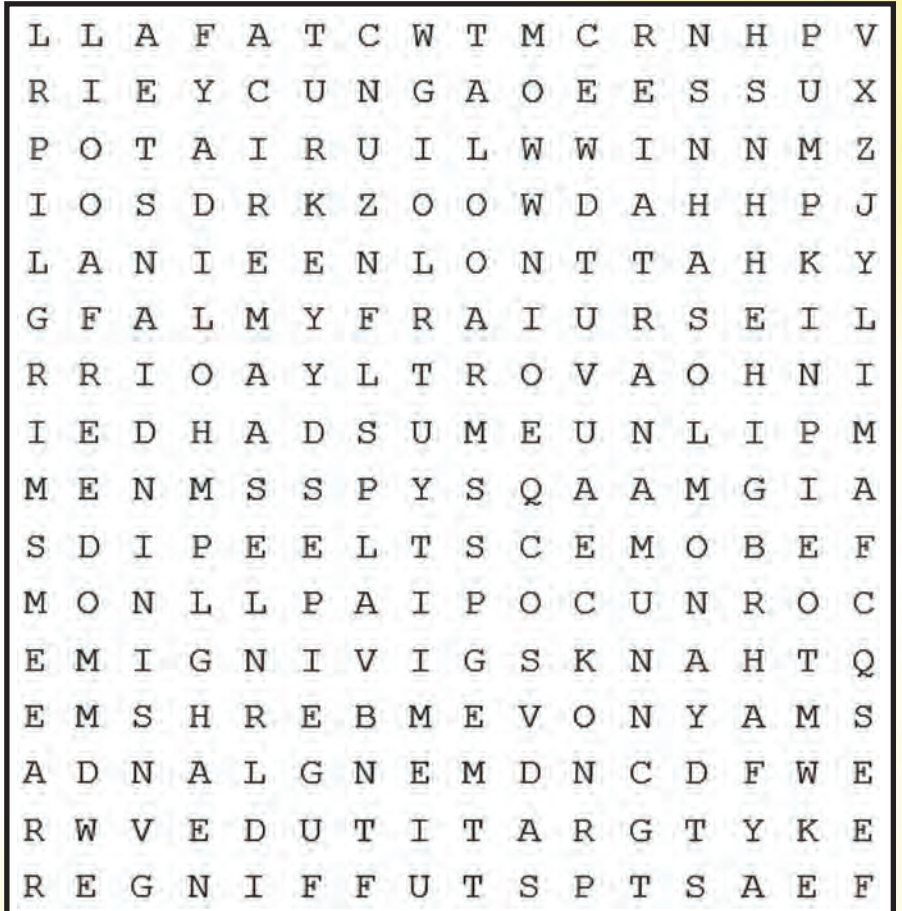 L L A F A T C W T M C R N H P V
R I E Y C U N G A O E E S S U X
P O T A I R U I L W W I N N M Z
I O S D R K Z O O W D A H H P J
L A N I E E N L O N T T A H K Y
G F A L M Y F R A I U R S E I L
R R I O A Y L T R O V A O H N I
I E D H A D S U M E U N L I P M
M E N M S S P Y S Q A A M G I A
S D I P E E L T S C E M O B E F
M O N L L P A I P O C U N R O C
E M I G N I V I G S K N A H T Q
E M S H R E B M E V O N Y A M S
A D N A L G N E M D N C D F W E
R W V E D U T I T A R G T Y K E
R E G N I F F U T S P T S A E F